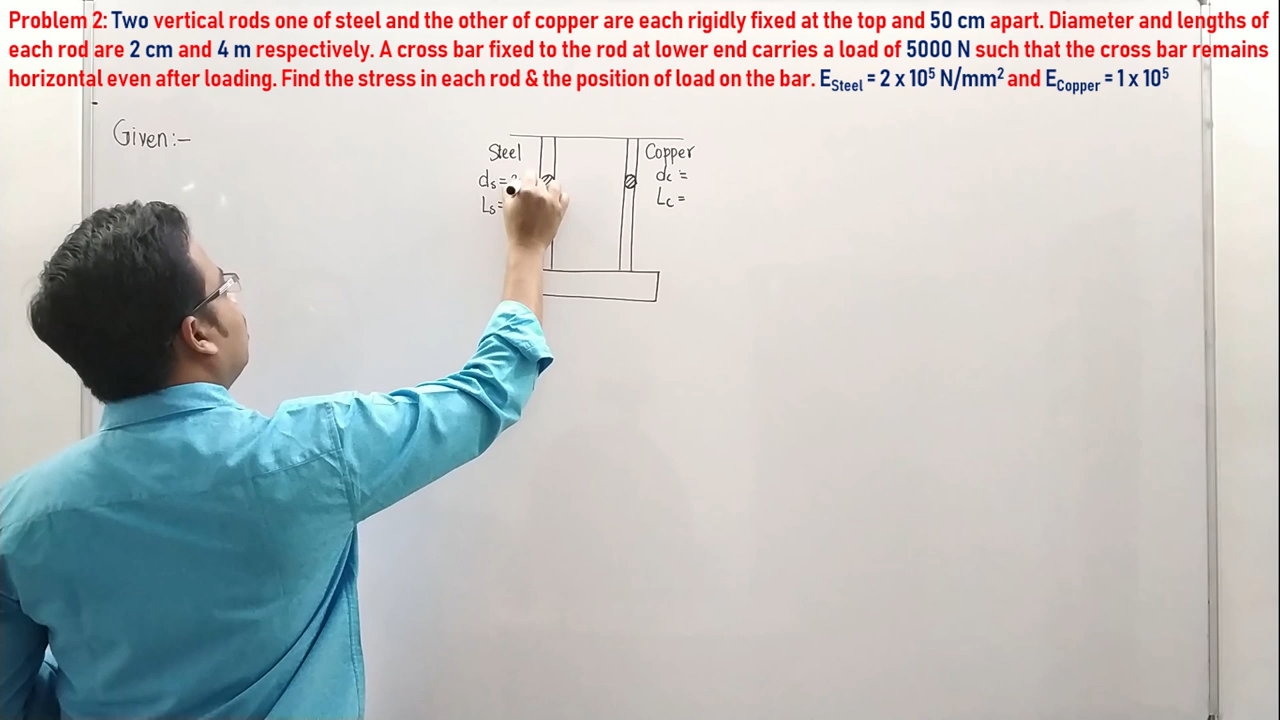 Problem 2: Two vertical rods one of steel and the other of copper are each rigidly fixed at the top and 50 cm apart. Diameter and lengths of
each rod are 2 cm and 4 m respectively. A cross bar fixed to the rod at lower end carries a load of 5000 N such that the cross bar remains
horizontal even after loading. Find the stress in each rod & the position of load on the bar. E_Steel = 2 x 10⁵ N/mm² and E_Copper = 1 x 10⁵
Given:-
Steel
ds=
Ls=
Copper
dc =
Lc =